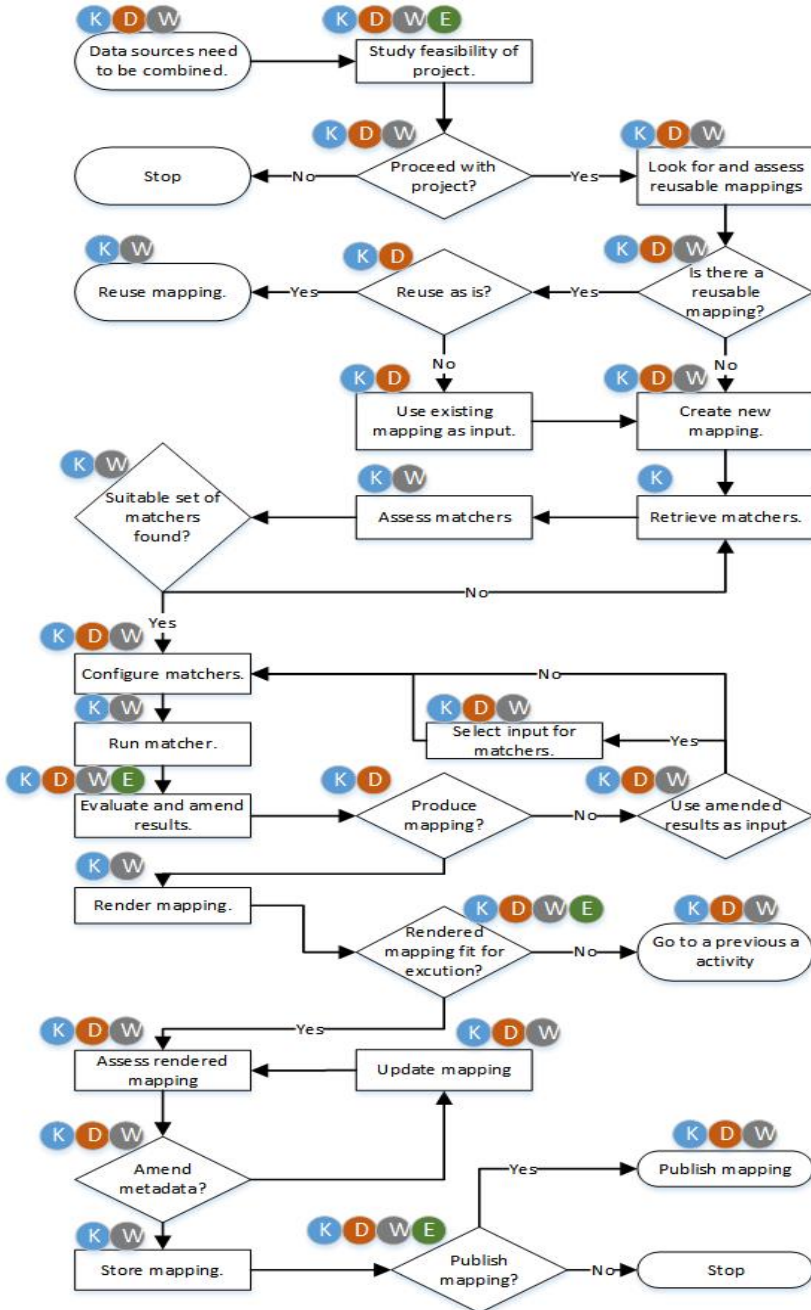 K D W
K D W E
Data sources need
to be combined.
Study feasibility of
project.
K D W
K D W
Stop
No
Proceed with
project?
Yes
Look for and assess
reusable mappings
K W
K D
K D W
Reuse mapping.
Yes
Reuse as is?
Yes
Is there a
reusable
mapping?
No
No
K D
K D W
Use existing
mapping as input.
Create new
mapping.
K W
K W
K
Suitable set of
matchers
found?
Assess matchers
Retrieve matchers.
No
Yes
K D W
Configure matchers.
No
K W
K D W
Run matcher.
Select input for
matchers.
Yes
K D W E
K D
K D W
Evaluate and amend
results.
Produce
mapping?
No
Use amended
results as input
K W
Render mapping.
K D W E
K D W
Rendered
mapping fit for
excution?
No
Go to a previous a
activity
Yes
K D W
K D W
Assess rendered
mapping
Update mapping
K D W
K D W
Amend
metadata?
Yes
Publish mapping
K W
K D W E
Store mapping.
Publish
mapping?
No
Stop